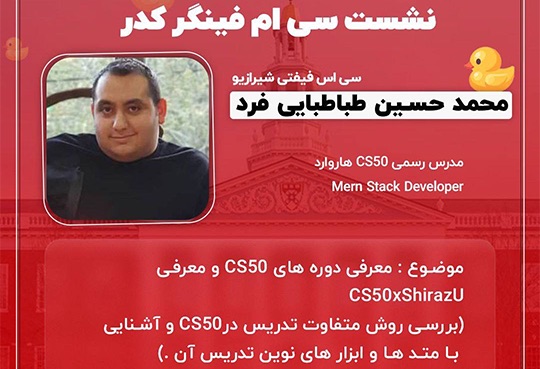 نشست سی ام فینگر کدر
سی اس فیفتی شیرازیو
محمد حسین طباطبایی فرد
مدرس رسمی CS50 هاروارد
Mern Stack Developer
موضوع : معرفی دوره های CS50 و معرفی
CS50xShirazU
(بررسی روش متفاوت تدریس درCS50 و آشنایی
با متد ها و ابزار های نوین تدریس آن .)